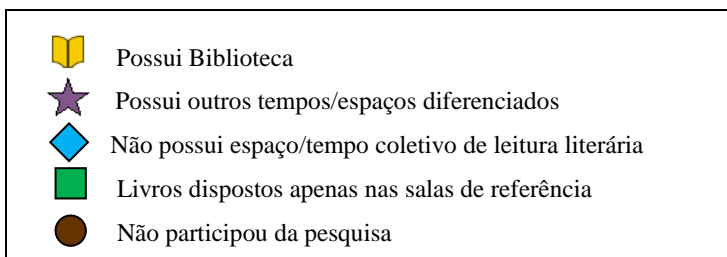 Possui Biblioteca
Possui outros tempos/espaços diferenciados
Não possui espaço/tempo coletivo de leitura literária
Livros dispostos apenas nas salas de referência
Não participou da pesquisa